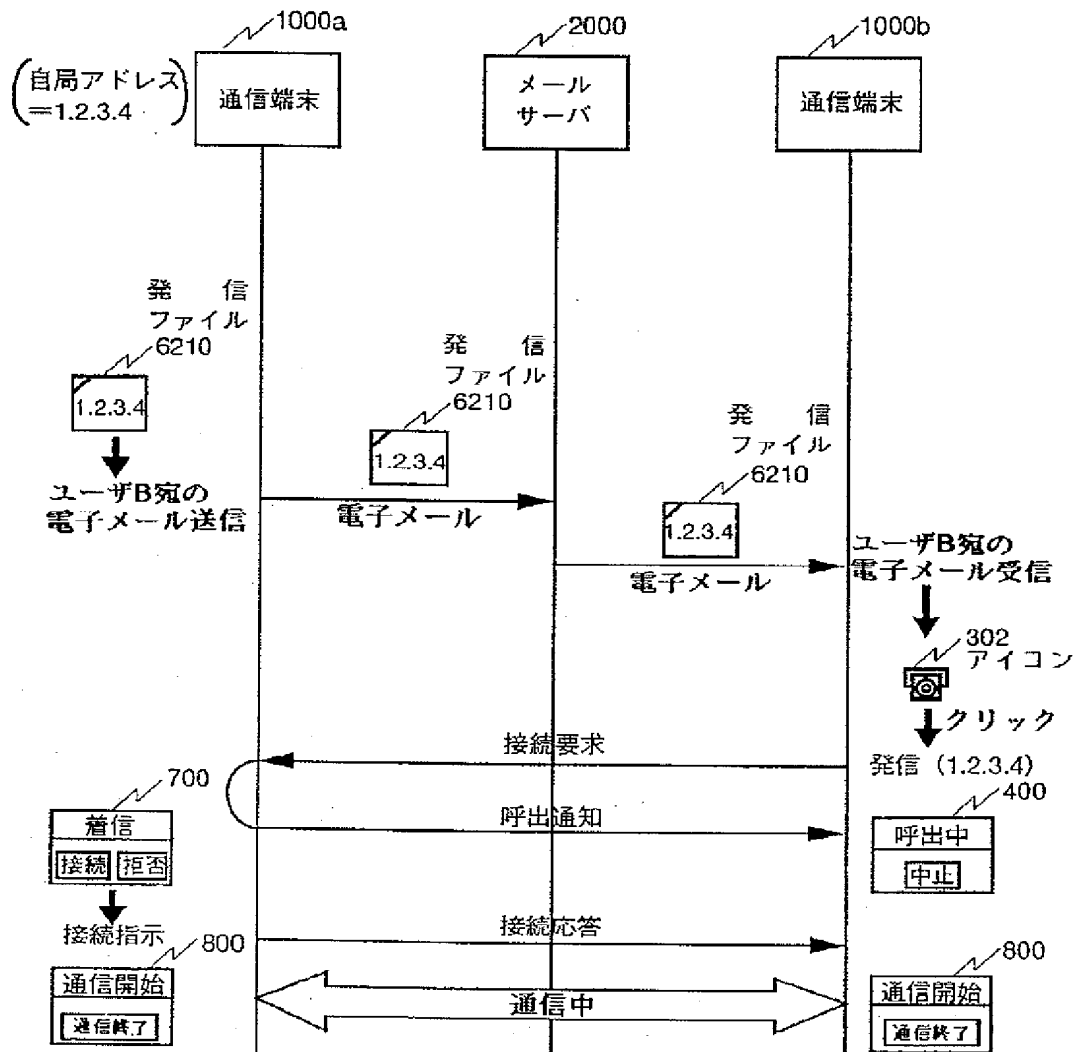 1000a
2000
1000b
自局アドレス
=1.2.3.4
通信端末
メール
サーバ
通信端末
発 信
ファイル
6210
1.2.3.4
ユーザB宛の
電子メール送信
発 信
ファイル
6210
1.2.3.4
電子メール
発 信
ファイル
6210
1.2.3.4
電子メール
ユーザB宛の
電子メール受信
302
アイコン
クリック
発信（1.2.3.4）
接続要求
700
着信
接続 拒否
呼出通知
400
呼出中
中止
接続指示
接続応答
800
通信開始
通信終了
通信中
800
通信開始
通信終了